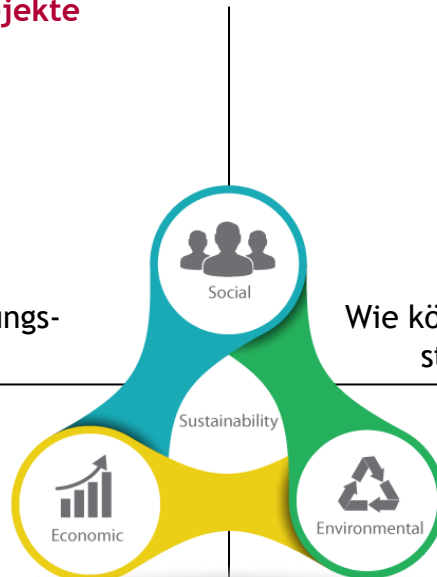 jekte
Social
ungs-
Wie kö
st
Sustainability
Economic
Environmental